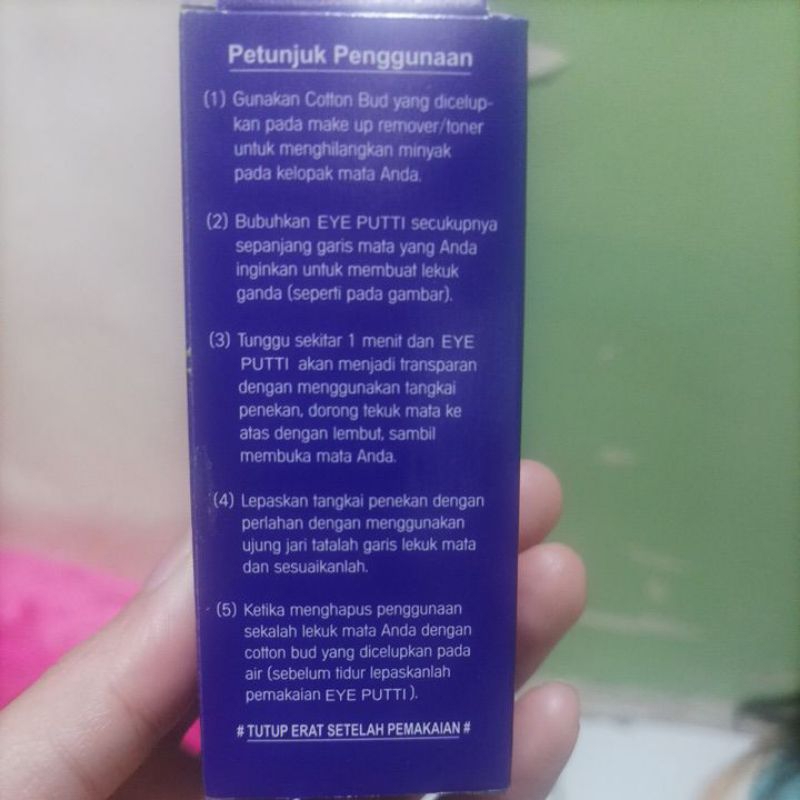 Petunjuk Penggunaan
(1) Gunakan Cotton Bud yang dicelup-
kan pada make up remover/toner
untuk menghilangkan minyak
pada kelopak mata Anda.
(2) Bubuhkan EYE PUTTI secukupnya
sepanjang garis mata yang Anda
inginkan untuk membuat lekuk
ganda (seperti pada gambar).
(3) Tunggu sekitar 1 menit dan EYE
PUTTI akan menjadi transparan
dengan menggunakan tangkai
penekan, dorong tekuk mata ke
atas dengan lembut, sambil
membuka mata Anda.
(4) Lepaskan tangkai penekan dengan
perlahan dengan menggunakan
ujung jari tatalah garis lekuk mata
dan sesuaikanlah.
(5) Ketika menghapus penggunaan
sekalah lekuk mata Anda dengan
cotton bud yang dicelupkan pada
air (sebelum tidur lepaskanlah
pemakaian EYE PUTTI).
# TUTUP ERAT SETELAH PEMAKAIAN #